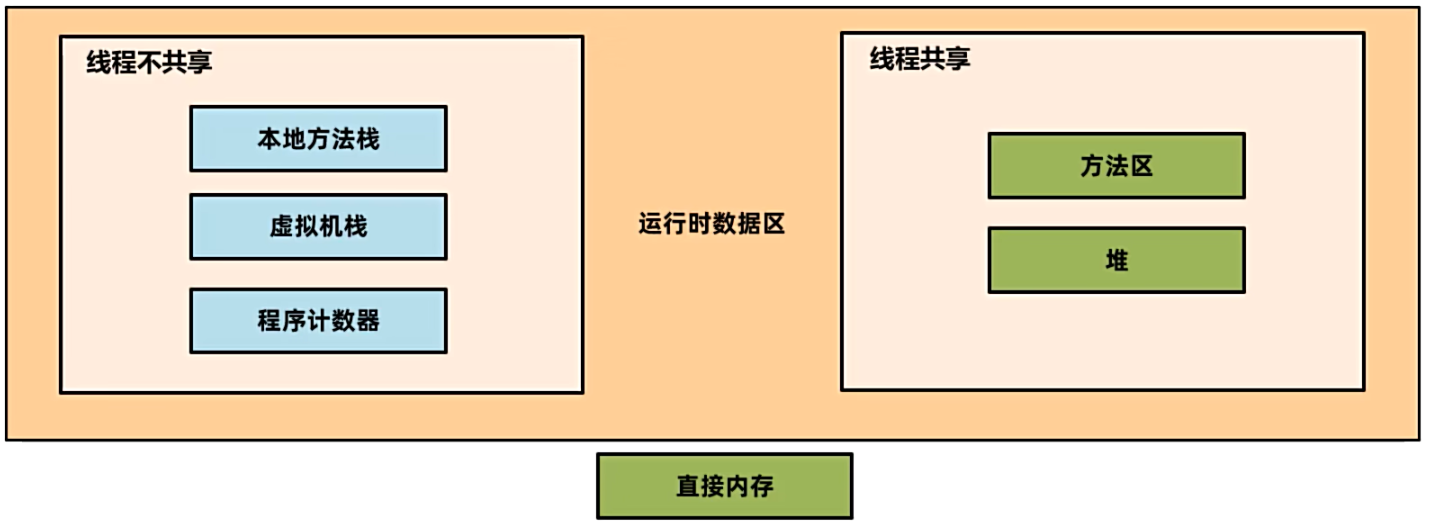 线程不共享
本地方法栈
虚拟机栈
程序计数器
运行时数据区
线程共享
方法区
堆
直接内存